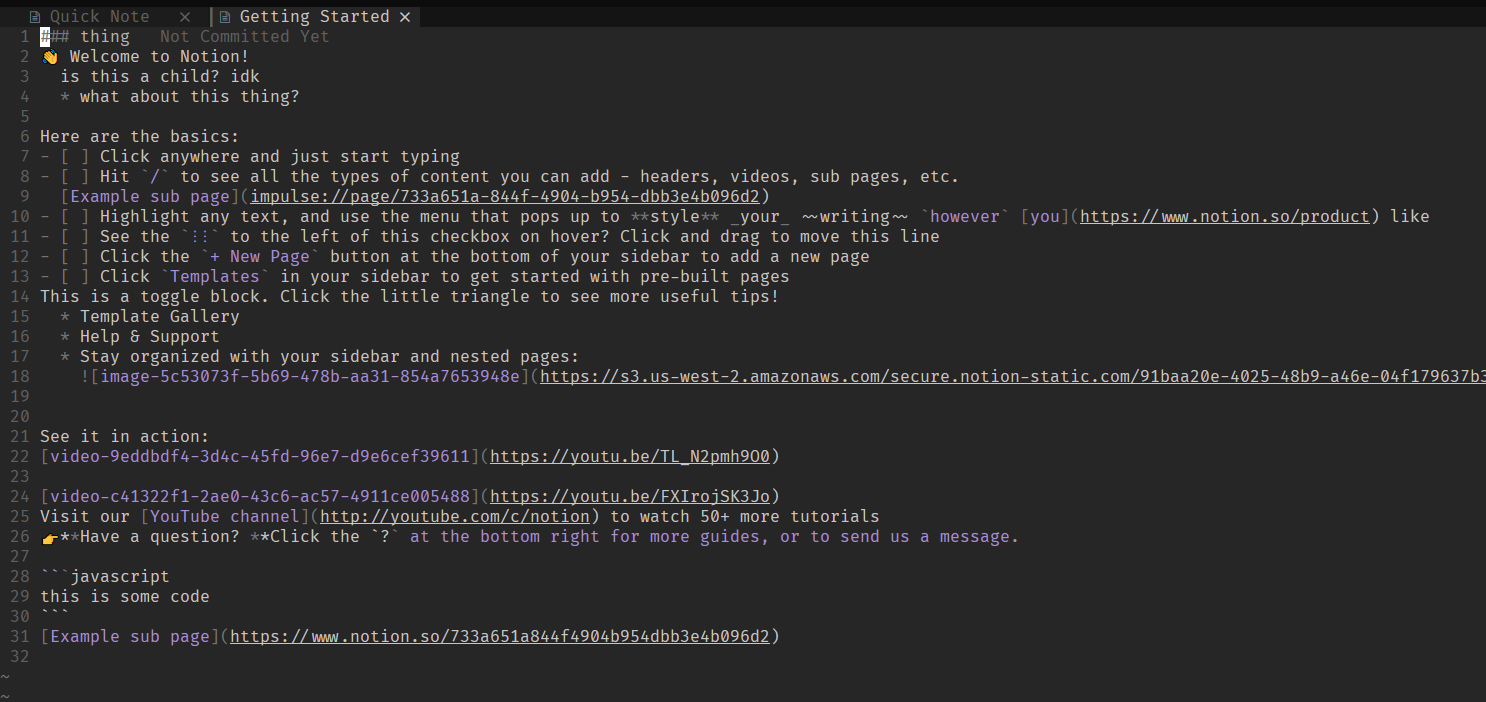 Quick Note × Getting Started ×
1 ### thing Not Committed Yet
2 👋 Welcome to Notion!
3 is this a child? idk
4 * what about this thing?
5
6 Here are the basics:
7 - [ ] Click anywhere and just start typing
8 - [ ] Hit `/` to see all the types of content you can add - headers, videos, sub pages, etc.
9 [Example sub page](impulse://page/733a651a-844f-4904-b954-dbb3e4b096d2)
10 - [ ] Highlight any text, and use the menu that pops up to **style** _your_ ~~writing~~ `however` [you](https://www.notion.so/product) like
11 - [ ] See the `⋮⋮` to the left of this checkbox on hover? Click and drag to move this line
12 - [ ] Click the `+ New Page` button at the bottom of your sidebar to add a new page
13 - [ ] Click `Templates` in your sidebar to get started with pre-built pages
14 This is a toggle block. Click the little triangle to see more useful tips!
15 * Template Gallery
16 * Help & Support
17 * Stay organized with your sidebar and nested pages:
18 ![image-5c53073f-5b69-478b-aa31-854a7653948e](https://s3.us-west-2.amazonaws.com/secure.notion-static.com/91baa20e-4025-48b9-a46e-04f179637b3
19
20
21 See it in action:
22 [video-9eddbdf4-3d4c-45fd-96e7-d9e6cef39611](https://youtu.be/TL_N2pmh9O0)
23
24 [video-c41322f1-2ae0-43c6-ac57-4911ce005488](https://youtu.be/FXIrojSK3Jo)
25 Visit our [YouTube channel](http://youtube.com/c/notion) to watch 50+ more tutorials
26 👉**Have a question? **Click the `?` at the bottom right for more guides, or to send us a message.
27
28 ```javascript
29 this is some code
30 ```
31 [Example sub page](https://www.notion.so/733a651a844f4904b954dbb3e4b096d2)
32
~
~